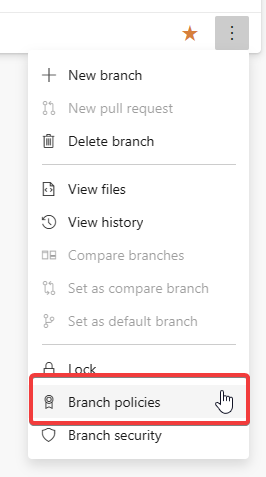 New branch
New pull request
Delete branch
View files
View history
Compare branches
Set as compare branch
Set as default branch
Lock
Branch policies
Branch security